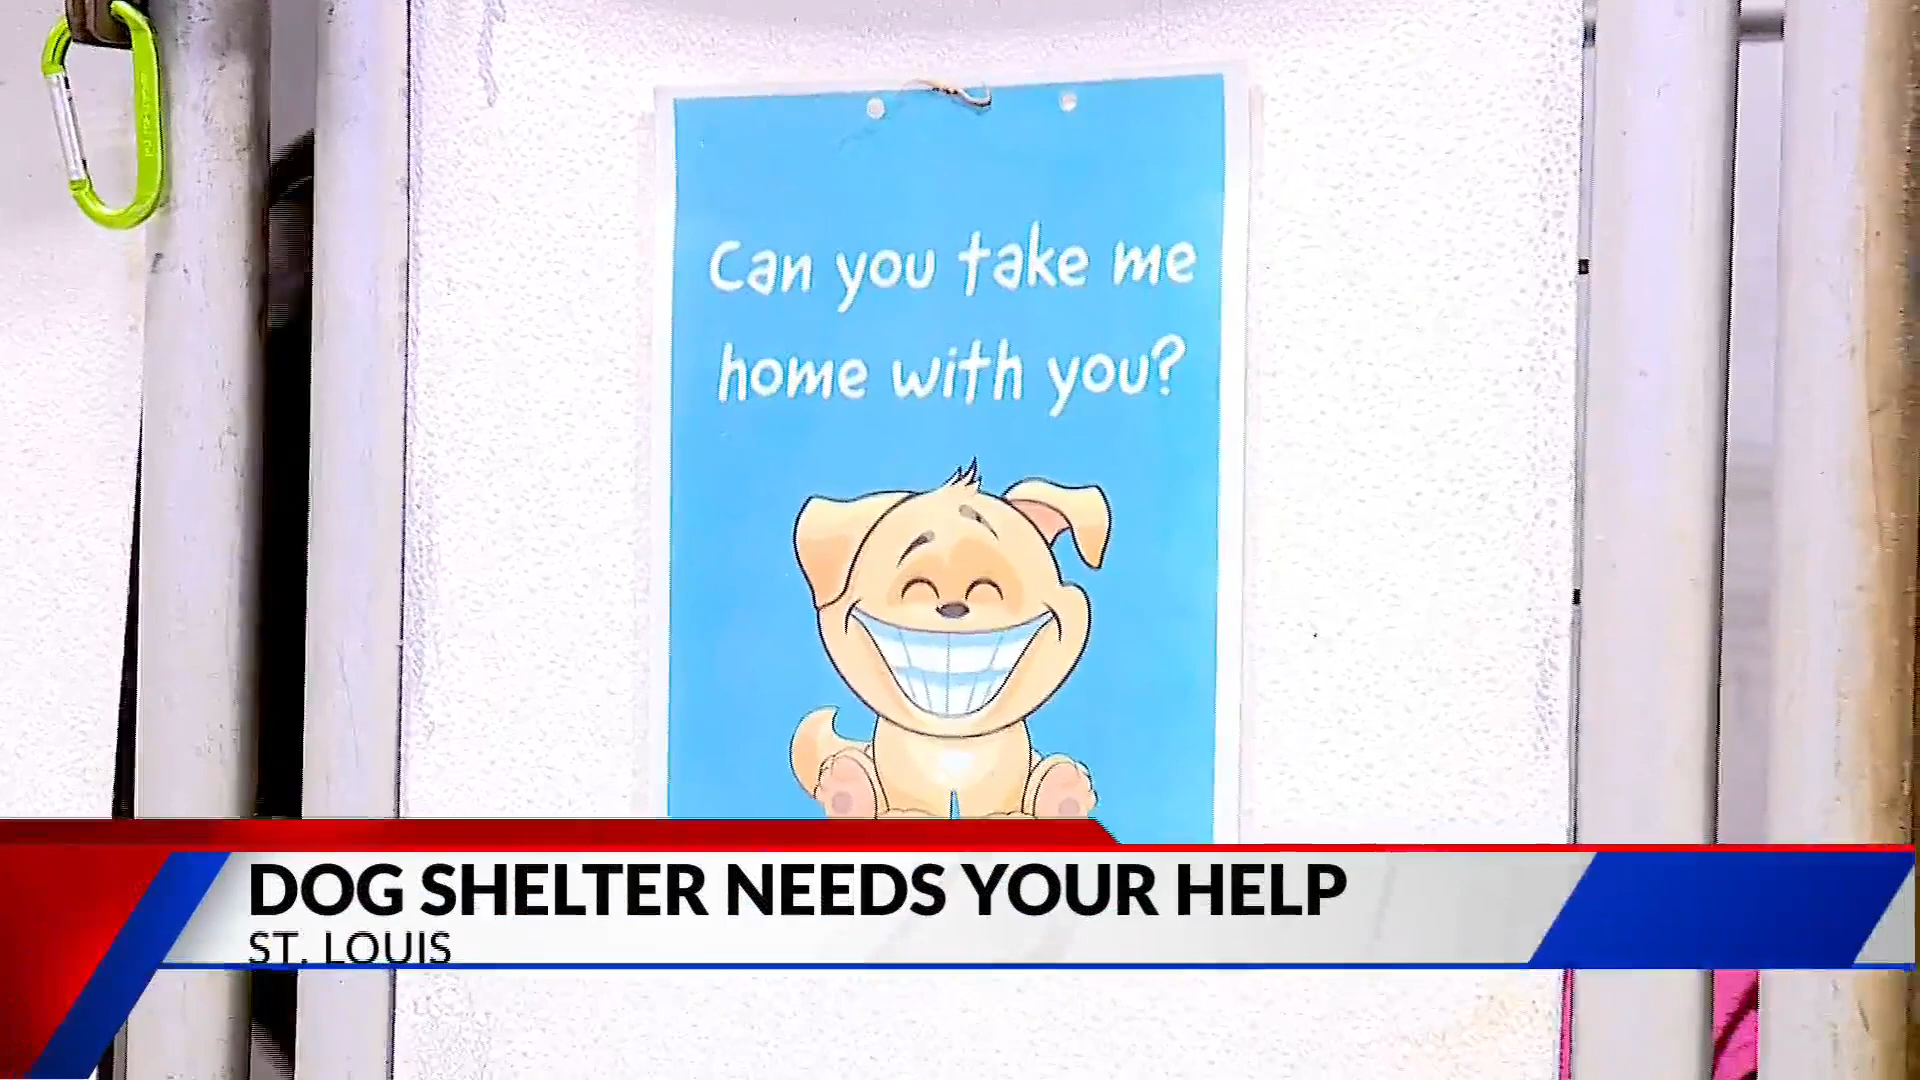 Can you take me
home with you?
DOG SHELTER NEEDS YOUR HELP
ST. LOUIS